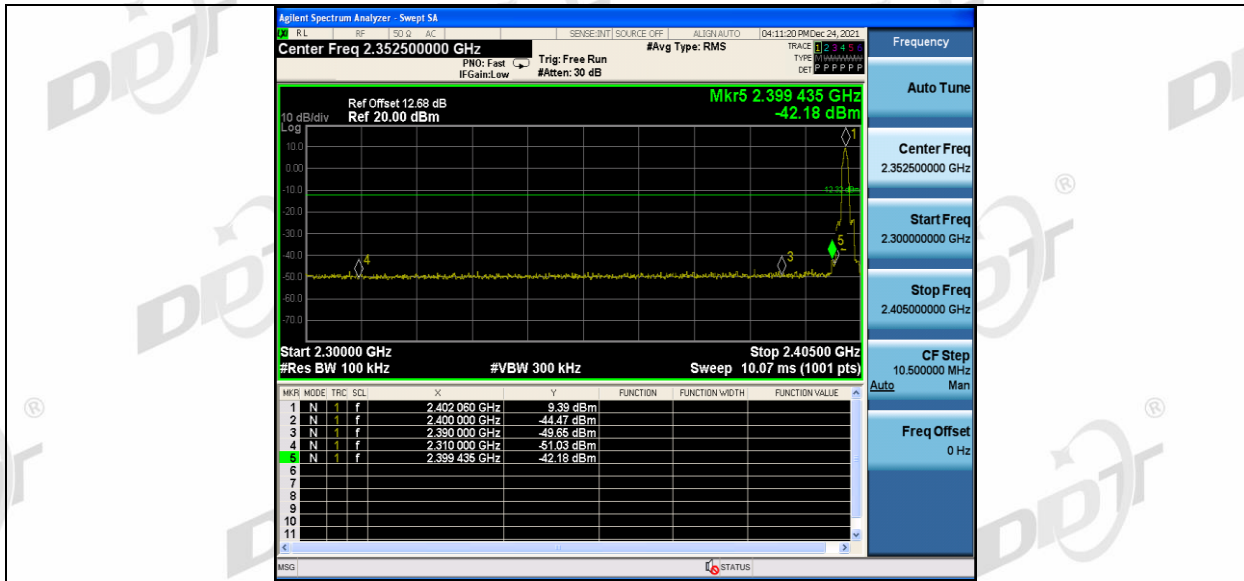 Agilent Spectrum Analyzer - Swept SA
RL RF 50 Ω AC SENSE:INT SOURCE OFF ALIGN AUTO 04:11:20 PM Dec 24, 2021
Center Freq 2.352500000 GHz #Avg Type: RMS TRACE 1 2 3 4 5 6
PNO: Fast Trig: Free Run TYPE M W W W W W
IFGain:Low #Atten: 30 dB DET P P P P P P
Mkr5 2.399 435 GHz
-42.18 dBm
Ref Offset 12.68 dB
10 dB/div Ref 20.00 dBm
Log
10.0
0.00
-10.0
-20.0
-30.0
-40.0
-50.0
-60.0
-70.0
1
5
3
4
Start 2.30000 GHz Stop 2.40500 GHz
#Res BW 100 kHz #VBW 300 kHz Sweep 10.07 ms (1001 pts)
MKR MODE TRC SCL X Y FUNCTION FUNCTION WIDTH FUNCTION VALUE
1 N 1 f 2.402 060 GHz 9.39 dBm
2 N 1 f 2.400 000 GHz -44.47 dBm
3 N 1 f 2.390 000 GHz -49.65 dBm
4 N 1 f 2.310 000 GHz -51.03 dBm
5 N 1 f 2.399 435 GHz -42.18 dBm
6
7
8
9
10
11
MSG STATUS
Frequency
Auto Tune
Center Freq
2.352500000 GHz
Start Freq
2.300000000 GHz
Stop Freq
2.405000000 GHz
CF Step
10.500000 MHz
Auto Man
Freq Offset
0 Hz
DDT
®